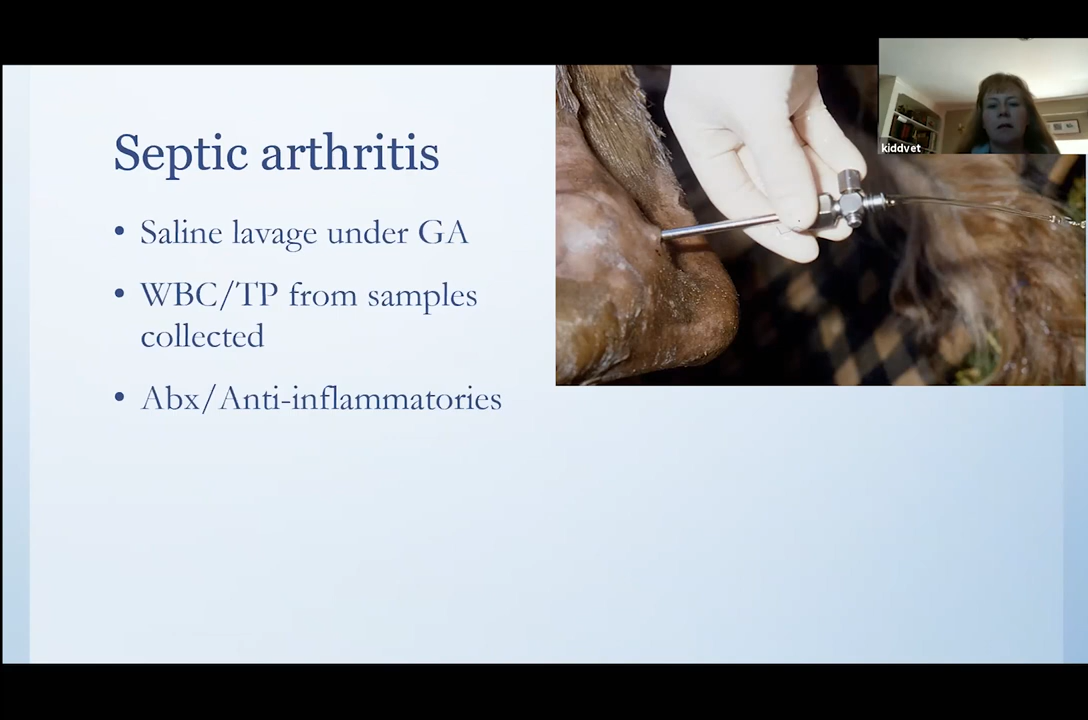 Septic arthritis
• Saline lavage under GA
• WBC/TP from samples
collected
• Abx/Anti-inflammatories
kiddvet